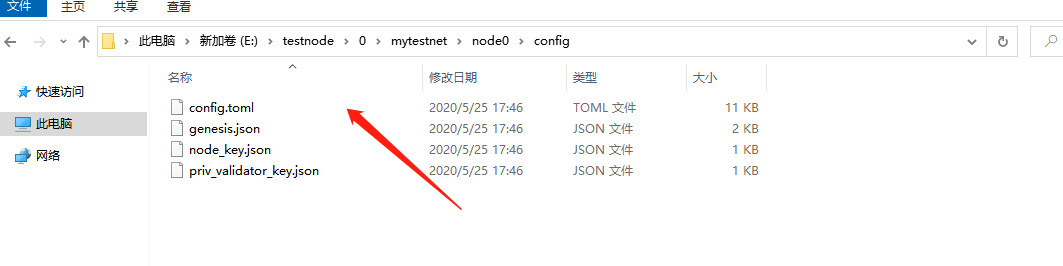 文件 主页 共享 查看
此电脑 新加卷 (E:) testnode 0 mytestnet node0 config
名称 修改日期 类型 大小
快速访问
此电脑
网络
config.toml 2020/5/25 17:46 TOML 文件 11 KB
genesis.json 2020/5/25 17:46 JSON 文件 2 KB
node_key.json 2020/5/25 17:46 JSON 文件 1 KB
priv_validator_key.json 2020/5/25 17:46 JSON 文件 1 KB